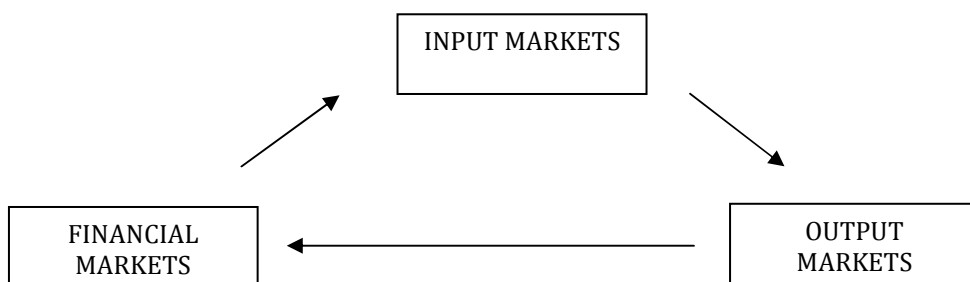 INPUT MARKETS
FINANCIAL
MARKETS
OUTPUT
MARKETS